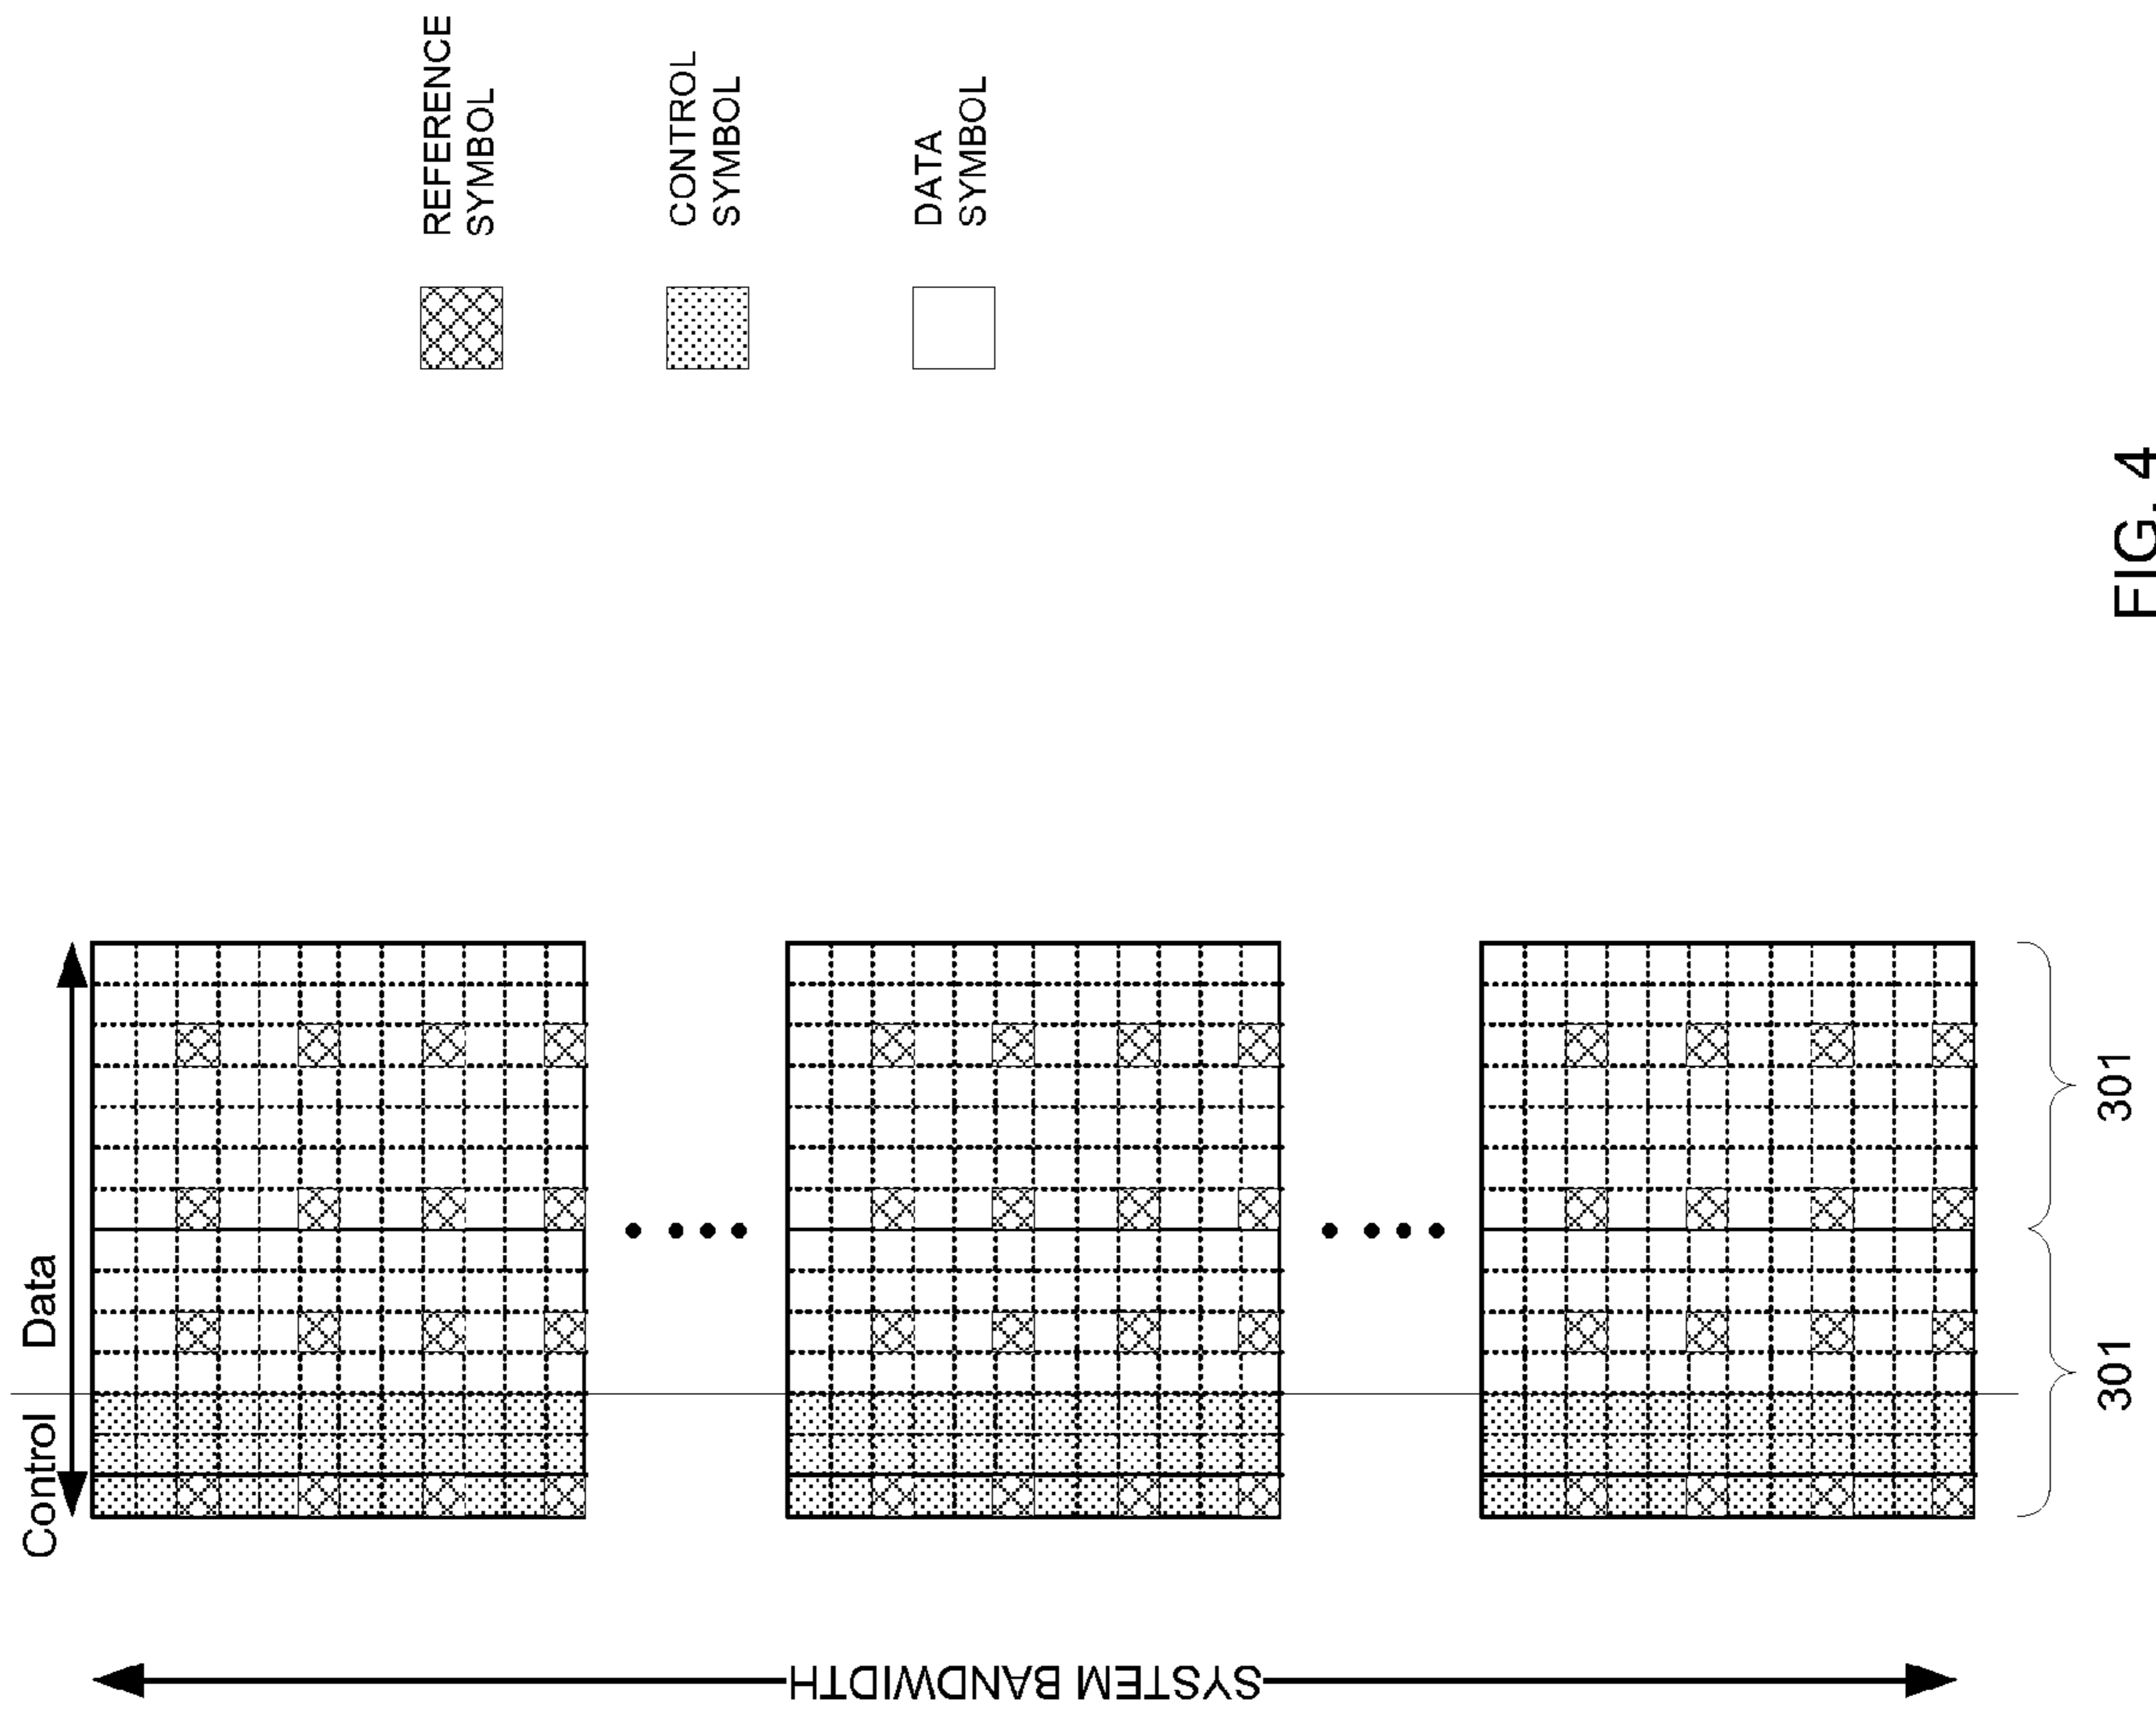 Control Data
SYSTEM BANDWIDTH
301
301
REFERENCE
SYMBOL
CONTROL
SYMBOL
DATA
SYMBOL
FIG. 4